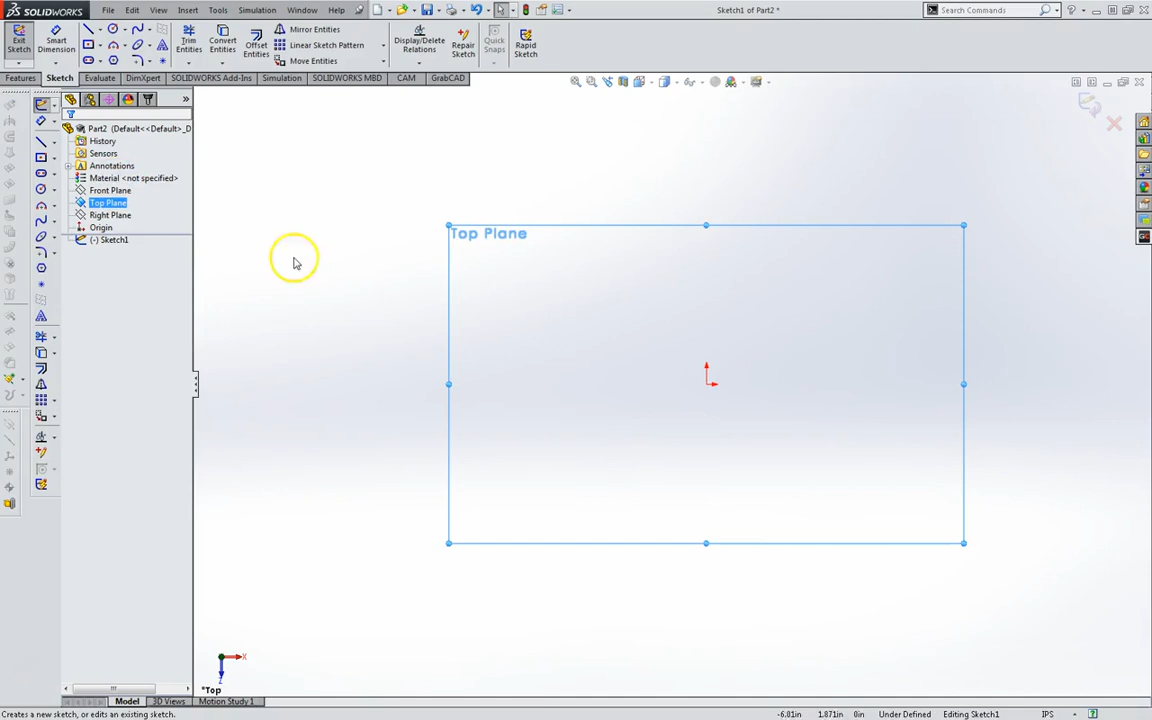 SOLIDWORKS File Edit View Insert Tools Simulation Window Help Sketch1 of Part2 * Search Commands
Exit Sketch
Smart Dimension
Trim Entities
Convert Entities
Offset Entities
Mirror Entities
Linear Sketch Pattern
Move Entities
Display/Delete Relations
Repair Sketch
Quick Snaps
Rapid Sketch
Features Sketch Evaluate DimXpert SOLIDWORKS Add-Ins Simulation SOLIDWORKS MBD CAM GrabCAD
Part2 (Default<<Default>_D
History
Sensors
Annotations
Material <not specified>
Front Plane
Top Plane
Right Plane
Origin
(-) Sketch1
Top Plane
X
Z
*Top
Model 3D Views Motion Study 1
Creates a new sketch, or edits an existing sketch. -6.01in 1.871in 0in Under Defined Editing Sketch1 IPS